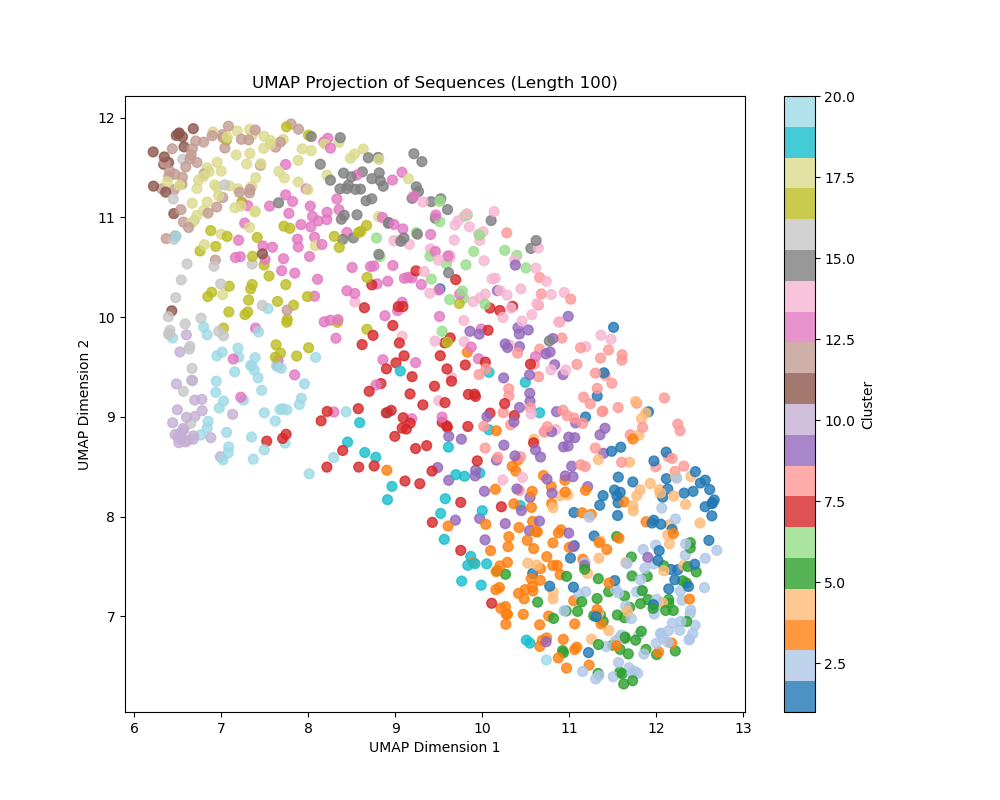 UMAP Projection of Sequences (Length 100)
12
11
10
9
8
7
UMAP Dimension 2
6 7 8 9 10 11 12 13
UMAP Dimension 1
20.0
17.5
15.0
12.5
10.0
7.5
5.0
2.5
Cluster